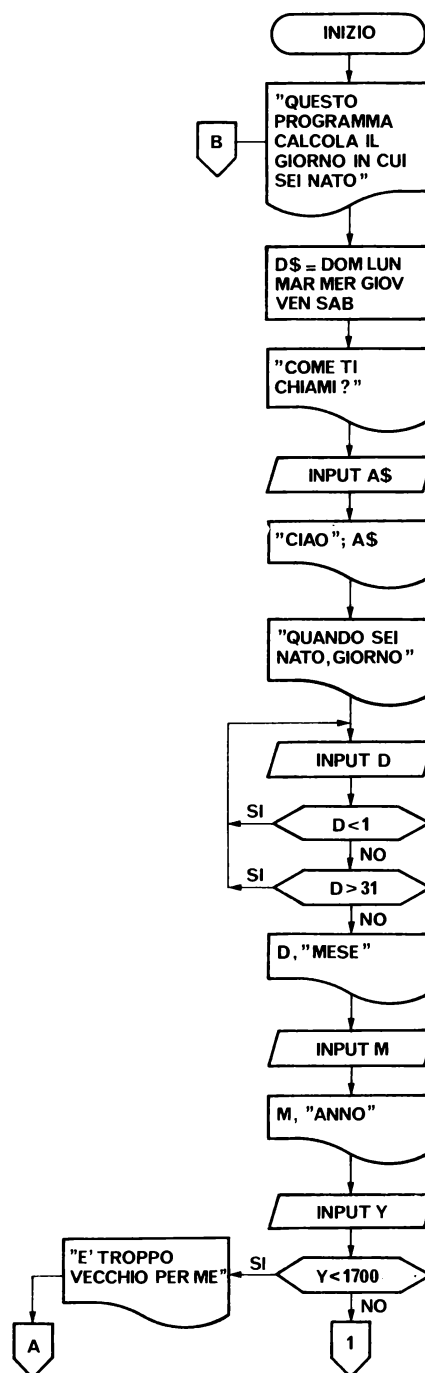 INIZIO
"QUESTO
PROGRAMMA
CALCOLA IL
GIORNO IN CUI
SEI NATO"
B
D$ = DOM LUN
MAR MER GIOV
VEN SAB
"COME TI
CHIAMI?"
INPUT A$
"CIAO"; A$
"QUANDO SEI
NATO, GIORNO"
INPUT D
SI
D<1
NO
SI
D>31
NO
D, "MESE"
INPUT M
M, "ANNO"
INPUT Y
"E' TROPPO
VECCHIO PER ME"
SI
Y<1700
NO
A
1